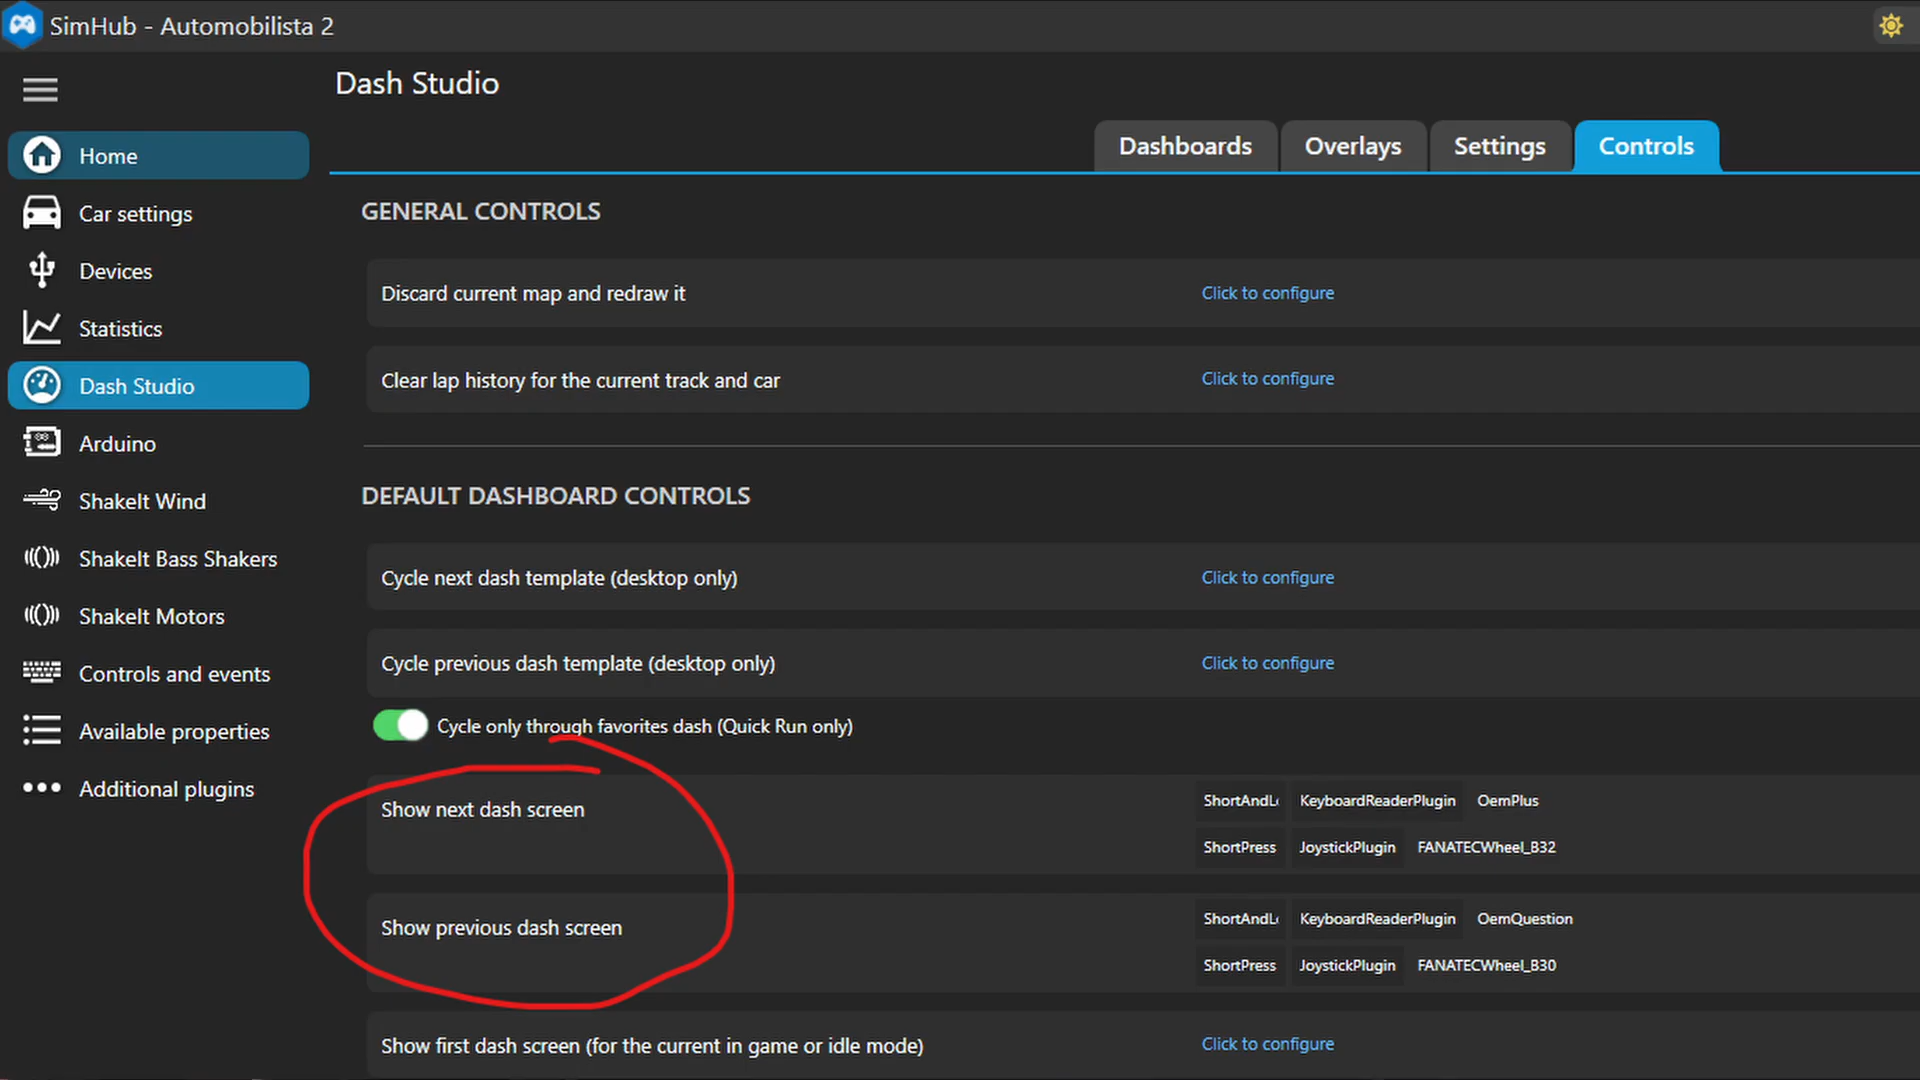 SimHub - Automobilista 2
Dash Studio
Home
Car settings
Devices
Statistics
Dash Studio
Arduino
ShakeIt Wind
ShakeIt Bass Shakers
ShakeIt Motors
Controls and events
Available properties
Additional plugins
Dashboards Overlays Settings Controls
GENERAL CONTROLS
Discard current map and redraw it Click to configure
Clear lap history for the current track and car Click to configure
DEFAULT DASHBOARD CONTROLS
Cycle next dash template (desktop only) Click to configure
Cycle previous dash template (desktop only) Click to configure
Cycle only through favorites dash (Quick Run only)
Show next dash screen
ShortAndLo KeyboardReaderPlugin OemPlus
ShortPress JoystickPlugin FANATECWheel_B32
Show previous dash screen
ShortAndLo KeyboardReaderPlugin OemQuestion
ShortPress JoystickPlugin FANATECWheel_B30
Show first dash screen (for the current in game or idle mode) Click to configure